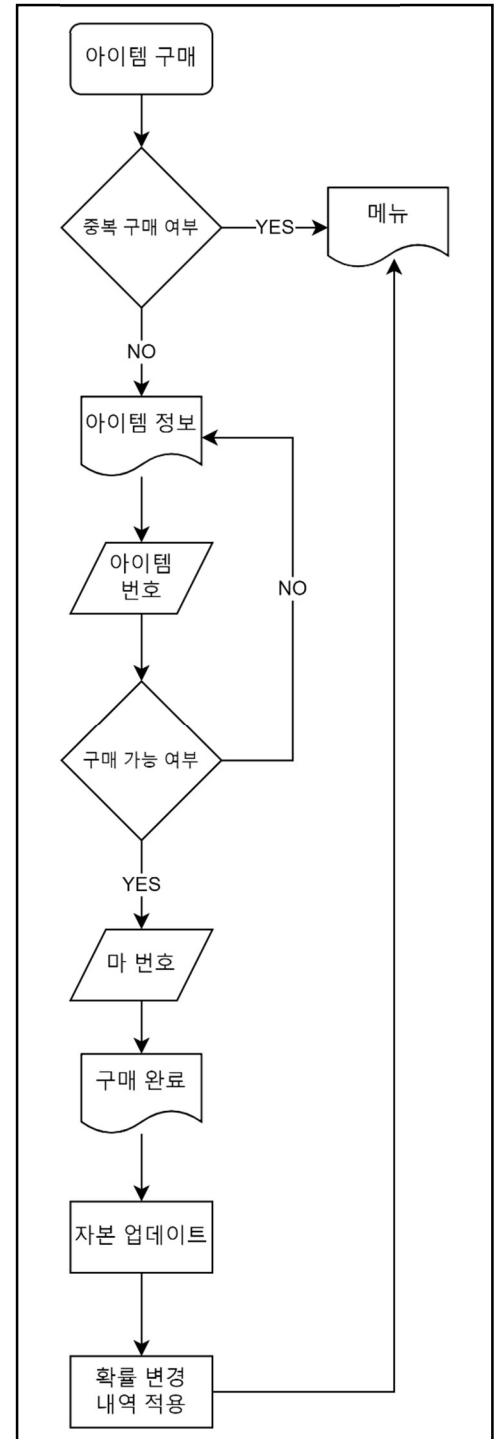 아이템 구매
중복 구매 여부
YES
메뉴
NO
아이템 정보
아이템
번호
NO
구매 가능 여부
YES
마 번호
구매 완료
자본 업데이트
확률 변경
내역 적용